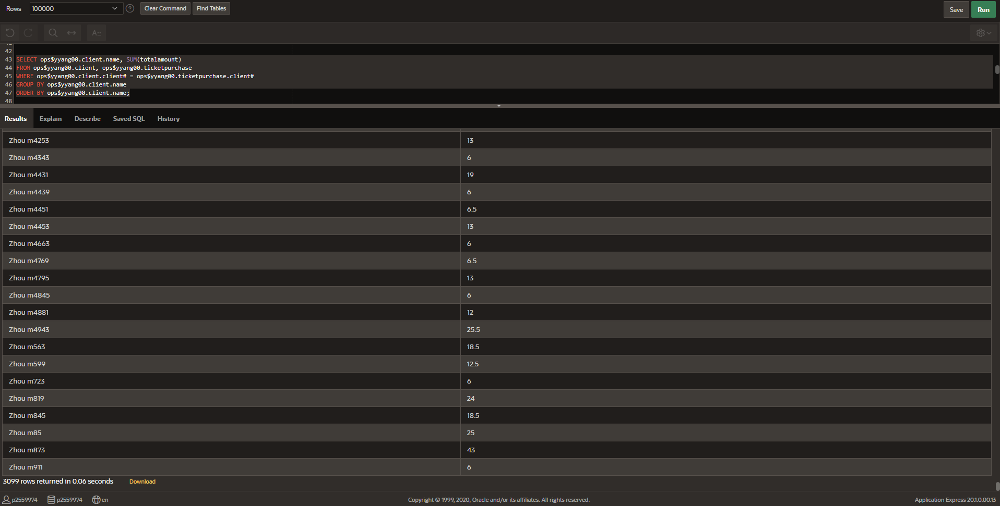 Rows 100000 ? Clear Command Find Tables Save Run
A::
42
43 SELECT ops$yyang00.client.name, SUM(totalamount)
44 FROM ops$yyang00.client, ops$yyang00.ticketpurchase
45 WHERE ops$yyang00.client.client# = ops$yyang00.ticketpurchase.client#
46 GROUP BY ops$yyang00.client.name
47 ORDER BY ops$yyang00.client.name;
48
Results Explain Describe Saved SQL History
Zhou m4253 13
Zhou m4343 6
Zhou m4431 19
Zhou m4439 6
Zhou m4451 6.5
Zhou m4453 13
Zhou m4663 6
Zhou m4769 6.5
Zhou m4795 13
Zhou m4845 6
Zhou m4881 12
Zhou m4943 25.5
Zhou m563 18.5
Zhou m599 12.5
Zhou m723 6
Zhou m819 24
Zhou m845 18.5
Zhou m85 25
Zhou m873 43
Zhou m911 6
3099 rows returned in 0.06 seconds Download
p2559974 p2559974 en Copyright © 1999, 2020, Oracle and/or its affiliates. All rights reserved. Application Express 20.1.0.00.13